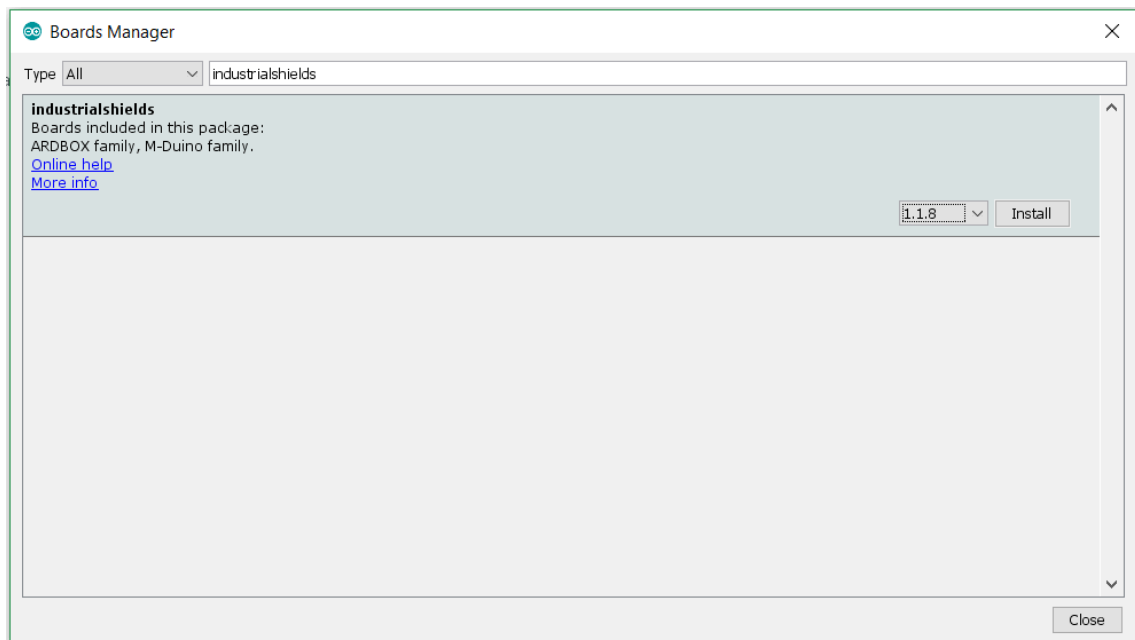 Boards Manager
Type All industrialshields
industrialshields
Boards included in this package:
ARDBOX family, M-Duino family.
Online help
More info
1.1.8 Install
Close